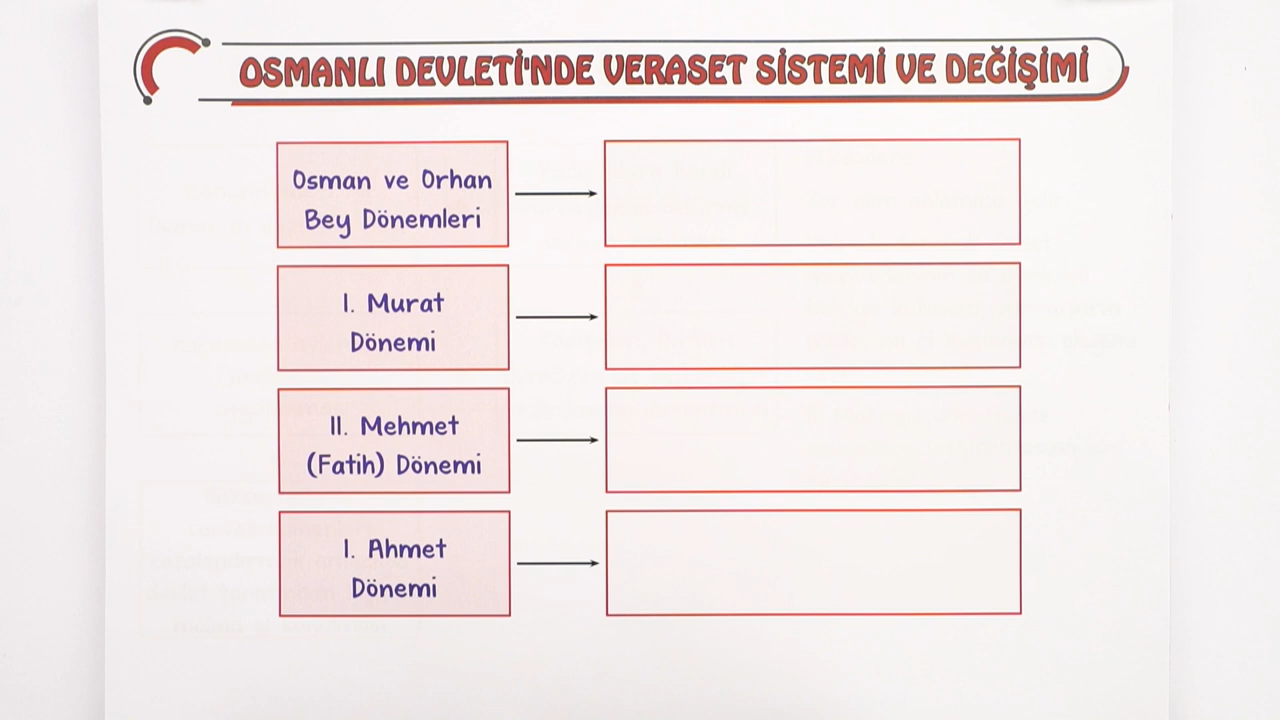 OSMANLI DEVLETİ'NDE VERASET SİSTEMİ VE DEĞİŞİMİ
Osman ve Orhan
Bey Dönemleri
I. Murat
Dönemi
II. Mehmet
(Fatih) Dönemi
I. Ahmet
Dönemi